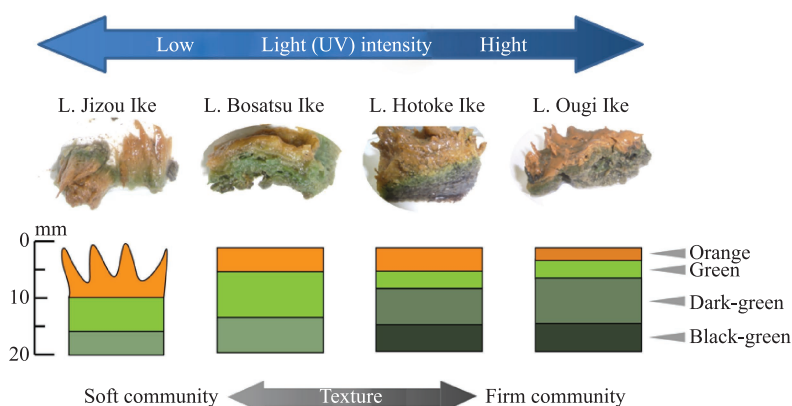 Low Light (UV) intensity Hight
L. Jizou Ike L. Bosatsu Ike L. Hotoke Ike L. Ougi Ike
mm
0
Orange
Green
10
Dark-green
Black-green
20
Soft community Texture Firm community